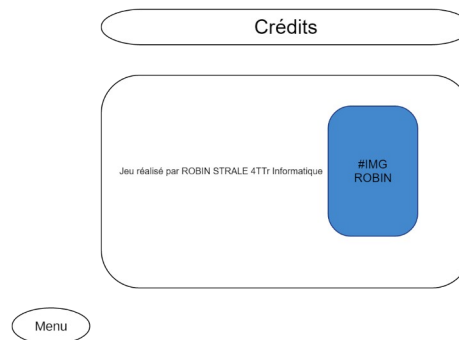 Crédits
Jeu réalisé par ROBIN STRALE 4TTr Informatique
#IMG
ROBIN
Menu